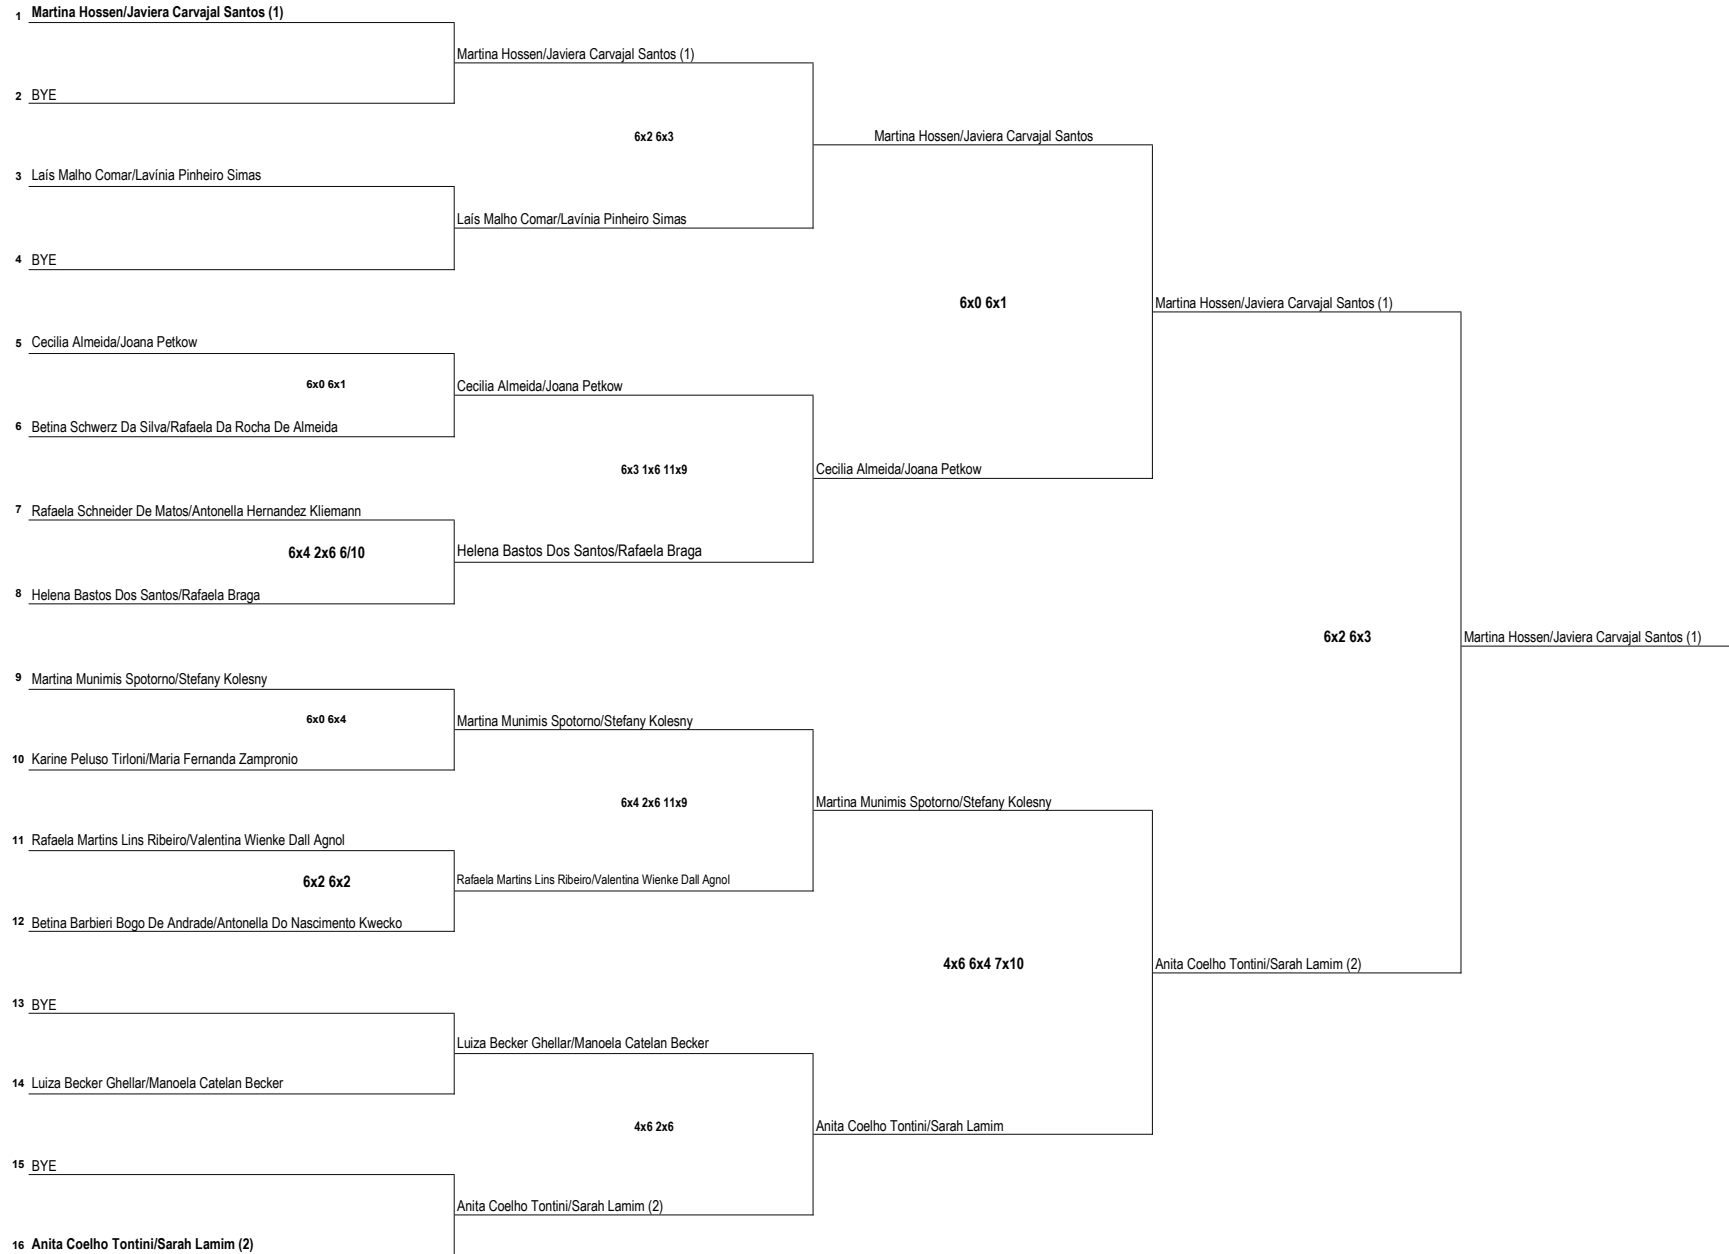 1 Martina Hossen/Javiera Carvajal Santos (1)
Martina Hossen/Javiera Carvajal Santos (1)
2 BYE
6x2 6x3
Martina Hossen/Javiera Carvajal Santos
3 Laís Malho Comar/Lavínia Pinheiro Simas
Laís Malho Comar/Lavínia Pinheiro Simas
4 BYE
6x0 6x1
Martina Hossen/Javiera Carvajal Santos (1)
5 Cecilia Almeida/Joana Petkow
6x0 6x1
Cecilia Almeida/Joana Petkow
6 Betina Schwerz Da Silva/Rafaela Da Rocha De Almeida
6x3 1x6 11x9
Cecilia Almeida/Joana Petkow
7 Rafaela Schneider De Matos/Antonella Hernandez Kliemann
6x4 2x6 6/10
Helena Bastos Dos Santos/Rafaela Braga
8 Helena Bastos Dos Santos/Rafaela Braga
6x2 6x3
Martina Hossen/Javiera Carvajal Santos (1)
9 Martina Munimis Spotorno/Stefany Kolesny
6x0 6x4
Martina Munimis Spotorno/Stefany Kolesny
10 Karine Peluso Tirloni/Maria Fernanda Zampronio
6x4 2x6 11x9
Martina Munimis Spotorno/Stefany Kolesny
11 Rafaela Martins Lins Ribeiro/Valentina Wienke Dall Agnol
6x2 6x2
Rafaela Martins Lins Ribeiro/Valentina Wienke Dall Agnol
12 Betina Barbieri Bogo De Andrade/Antonella Do Nascimento Kwecko
4x6 6x4 7x10
Anita Coelho Tontini/Sarah Lamim (2)
13 BYE
Luiza Becker Ghellar/Manoela Catelan Becker
14 Luiza Becker Ghellar/Manoela Catelan Becker
4x6 2x6
Anita Coelho Tontini/Sarah Lamim
15 BYE
Anita Coelho Tontini/Sarah Lamim (2)
16 Anita Coelho Tontini/Sarah Lamim (2)